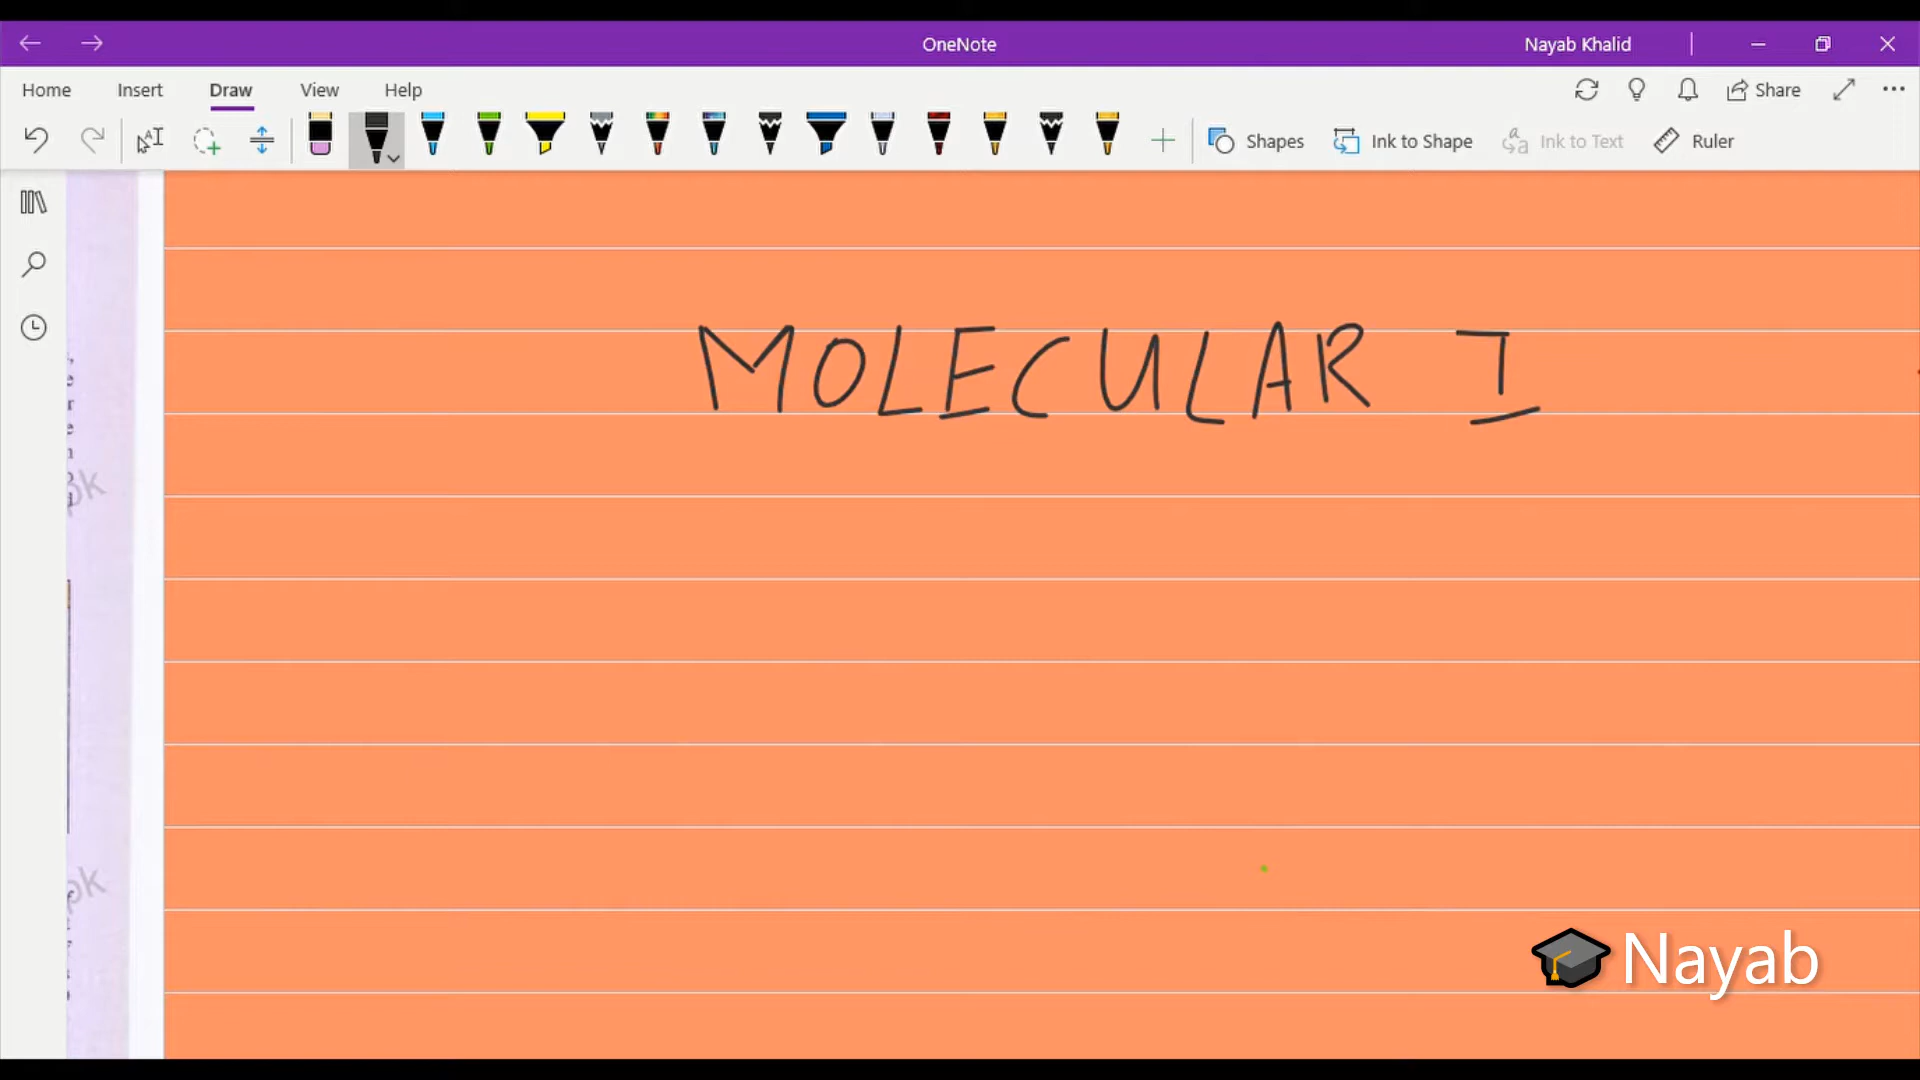 OneNote
Nayab Khalid
Home Insert Draw View Help
Share
Shapes
Ink to Shape
Ink to Text
Ruler
MOLECULAR I
Nayab